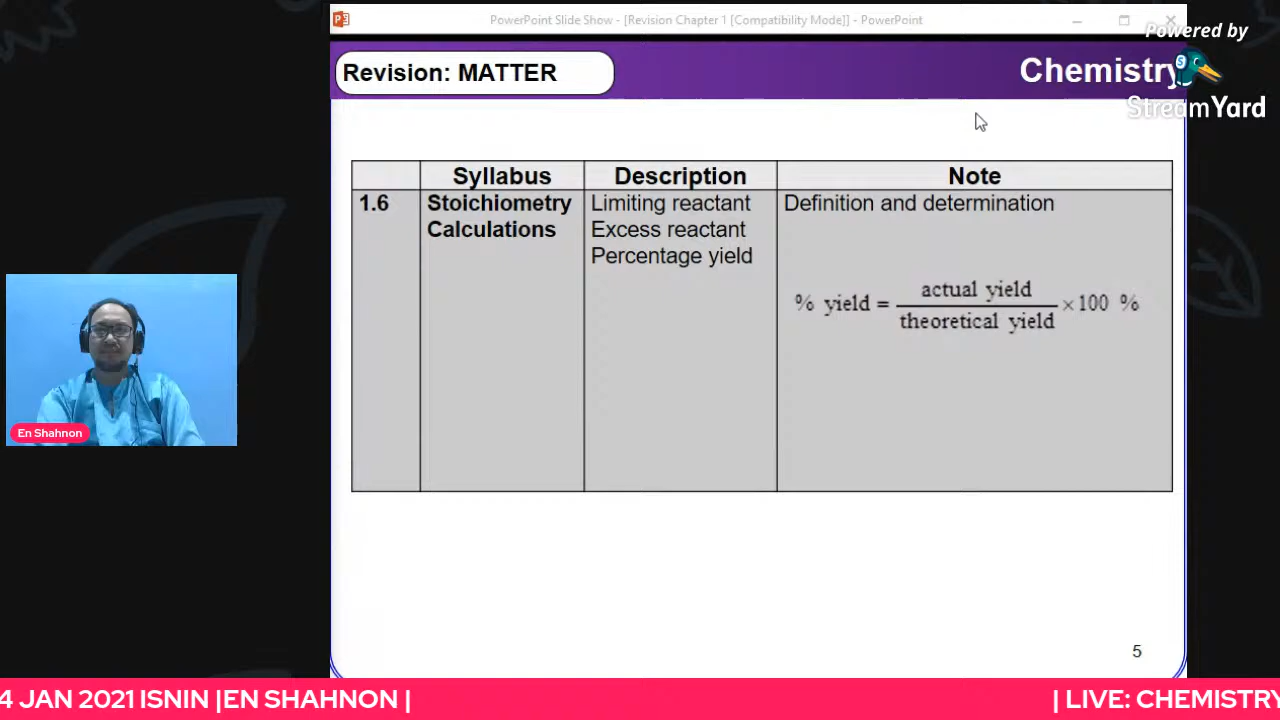 PowerPoint Slide Show - [Revision Chapter 1 [Compatibility Mode]] - PowerPoint
Powered by
StreamYard
Revision: MATTER
Chemistry
Syllabus Description Note
1.6 Stoichiometry Limiting reactant Definition and determination
Calculations Excess reactant
Percentage yield
% yield = actual yield / theoretical yield × 100 %
En Shahnon
5
4 JAN 2021 ISNIN |EN SHAHNON | | LIVE: CHEMISTRY